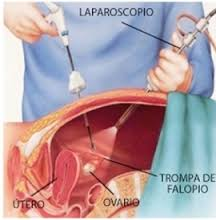 LAPAROSCOPIO
TROMPA DE
FALOPIO
ÚTERO
OVARIO